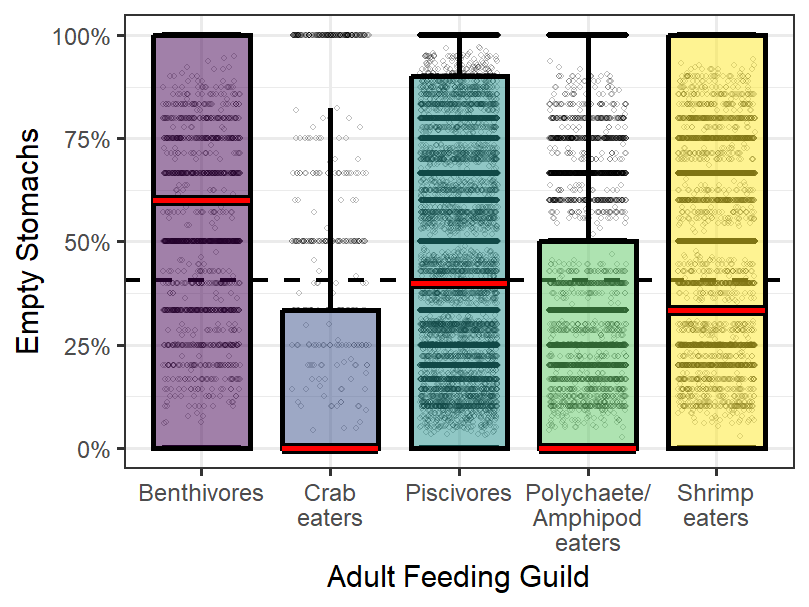 Empty Stomachs
100%
75%
50%
25%
0%
Benthivores
Crab
eaters
Piscivores
Polychaete/
Amphipod
eaters
Shrimp
eaters
Adult Feeding Guild